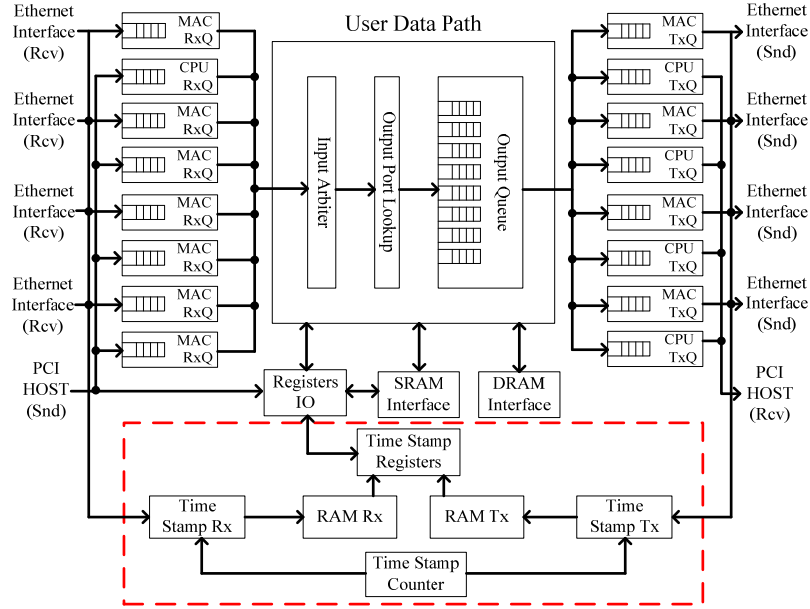 User Data Path
Ethernet
Interface
(Rcv)
Ethernet
Interface
(Rcv)
Ethernet
Interface
(Rcv)
Ethernet
Interface
(Rcv)
PCI
HOST
(Snd)
MAC
RxQ
CPU
RxQ
MAC
RxQ
MAC
RxQ
MAC
RxQ
MAC
RxQ
MAC
RxQ
MAC
RxQ
Input Arbiter
Output Port Lookup
Output Queue
MAC
TxQ
CPU
TxQ
MAC
TxQ
CPU
TxQ
MAC
TxQ
CPU
TxQ
MAC
TxQ
CPU
TxQ
Ethernet
Interface
(Snd)
Ethernet
Interface
(Snd)
Ethernet
Interface
(Snd)
Ethernet
Interface
(Snd)
PCI
HOST
(Rcv)
Registers
IO
SRAM
Interface
DRAM
Interface
Time Stamp
Registers
Time
Stamp Rx
RAM Rx
RAM Tx
Time
Stamp Tx
Time Stamp
Counter